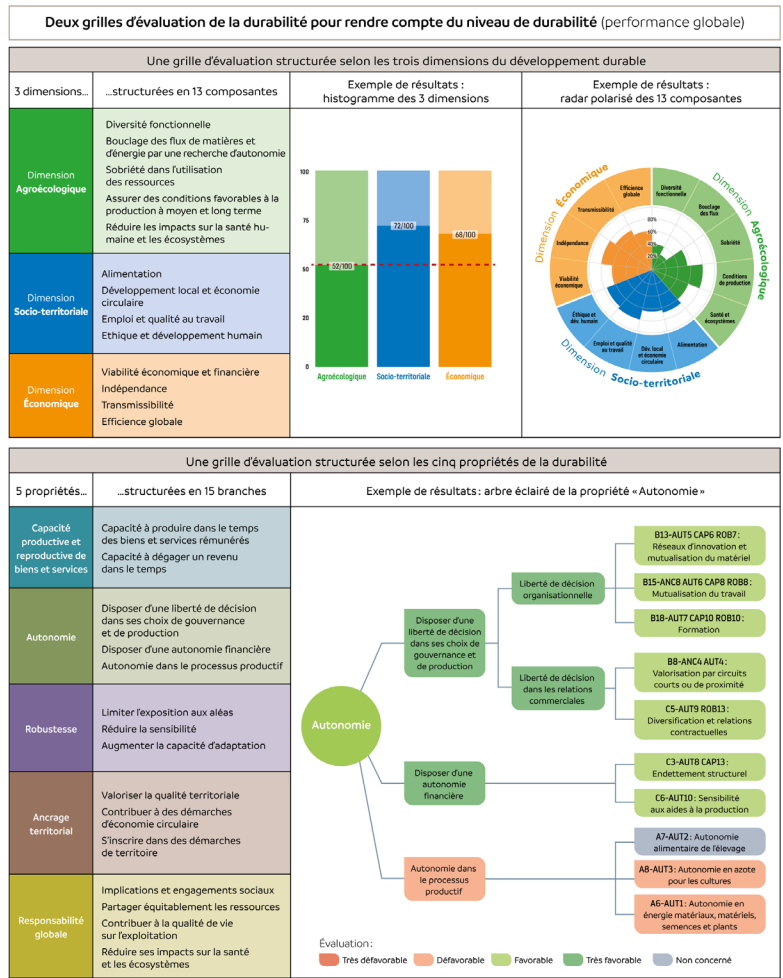 Deux grilles d'évaluation de la durabilité pour rendre compte du niveau de durabilité (performance globale)
Une grille d'évaluation structurée selon les trois dimensions du développement durable
3 dimensions…
…structurées en 13 composantes
Exemple de résultats :
histogramme des 3 dimensions
Exemple de résultats :
radar polarisé des 13 composantes
Dimension
Agroécologique
Diversité fonctionnelle
Bouclage des flux de matières et
d'énergie par une recherche d'autonomie
Sobriété dans l'utilisation
des ressources
Assurer des conditions favorables à la
production à moyen et long terme
Réduire les impacts sur la santé hu-
maine et les écosystèmes
Dimension
Socio-territoriale
Alimentation
Développement local et économie
circulaire
Emploi et qualité au travail
Ethique et développement humain
Dimension
Économique
Viabilité économique et financière
Indépendance
Transmissibilité
Efficience globale
100
75
50
20
0
52/100
72/100
68/100
Agroécologique
Socio-territoriale
Économique
Dimension Économique
Dimension Agroécologique
Dimension Socio-territoriale
Efficience
globale
Diversité
fonctionnelle
Bouclage
des flux
Sobriété
Conditions
de production
Santé et
écosystèmes
Alimentation
Dév. local
et économie
circulaire
Emploi et qualité
au travail
Éthique et
dév. humain
Viabilité
économique
Indépendance
Transmissibilité
80%
60%
40%
20%
Une grille d'évaluation structurée selon les cinq propriétés de la durabilité
5 propriétés…
…structurées en 15 branches
Exemple de résultats : arbre éclairé de la propriété « Autonomie »
Capacité
productive et
reproductive de
biens et services
Capacité à produire dans le temps
des biens et services rémunérés
Capacité à dégager un revenu
dans le temps
Autonomie
Disposer d'une liberté de décision
dans ses choix de gouvance
et de production
Disposer d'une autonomie financière
Autonomie dans le processus productif
Robustesse
Limiter l'exposition aux aléas
Réduire la sensibilité
Augmenter la capacité d'adaptation
Ancrage
territorial
Valoriser la qualité territoriale
Contribuer à des démarches
d'économie circulaire
S'inscrire dans des démarches
de territoire
Responsabilité
globale
Implications et engagements sociaux
Partager équitablement les ressources
Contribuer à la qualité de vie
sur l'exploitation
Réduire ses impacts sur la santé
et les écosystèmes
Autonomie
Disposer d'une
liberté de décision
dans ses choix de
gouvernance et
de production
Liberté de décision
organisationnelle
B13-AUT5 CAP6 ROB7 :
Réseaux d'innovation et
mutualisation du matériel
B15-ANC8 AUT6 CAP8 ROB8 :
Mutualisation du travail
B18-AUT7 CAP10 ROB10 :
Formation
Liberté de décision
dans les relations
commerciales
B8-ANC4 AUT4 :
Valorisation par circuits
courts ou de proximité
C5-AUT9 ROB13 :
Diversification et relations
contractuelles
Disposer d'une
autonomie
financière
C3-AUT8 CAP13 :
Endettement structurel
C6-AUT10 : Sensibilité
aux aides à la production
Autonomie dans
le processus
productif
A7-AUT2 : Autonomie
alimentaire de l'élevage
A8-AUT3 : Autonomie en azote
pour les cultures
A6-AUT1 : Autonomie en
énergie matériaux, matériels,
semences et plants
Évaluation :
Très défavorable
Défavorable
Favorable
Très favorable
Non concerné